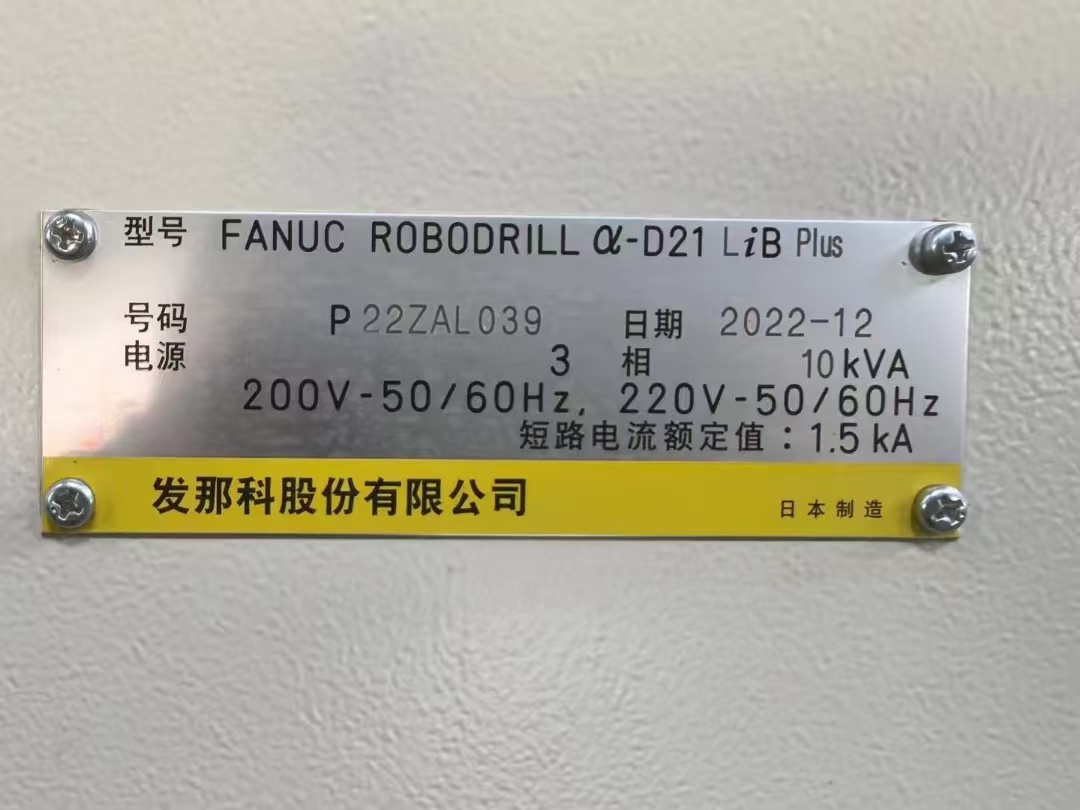 型号 FANUC ROBODRILL α-D21 LiB Plus
号码 P22ZAL039 日期 2022-12
电源 3 相 10kVA
200V-50/60Hz, 220V-50/60Hz
短路电流额定值：1.5 kA
发那科股份有限公司 日本制造